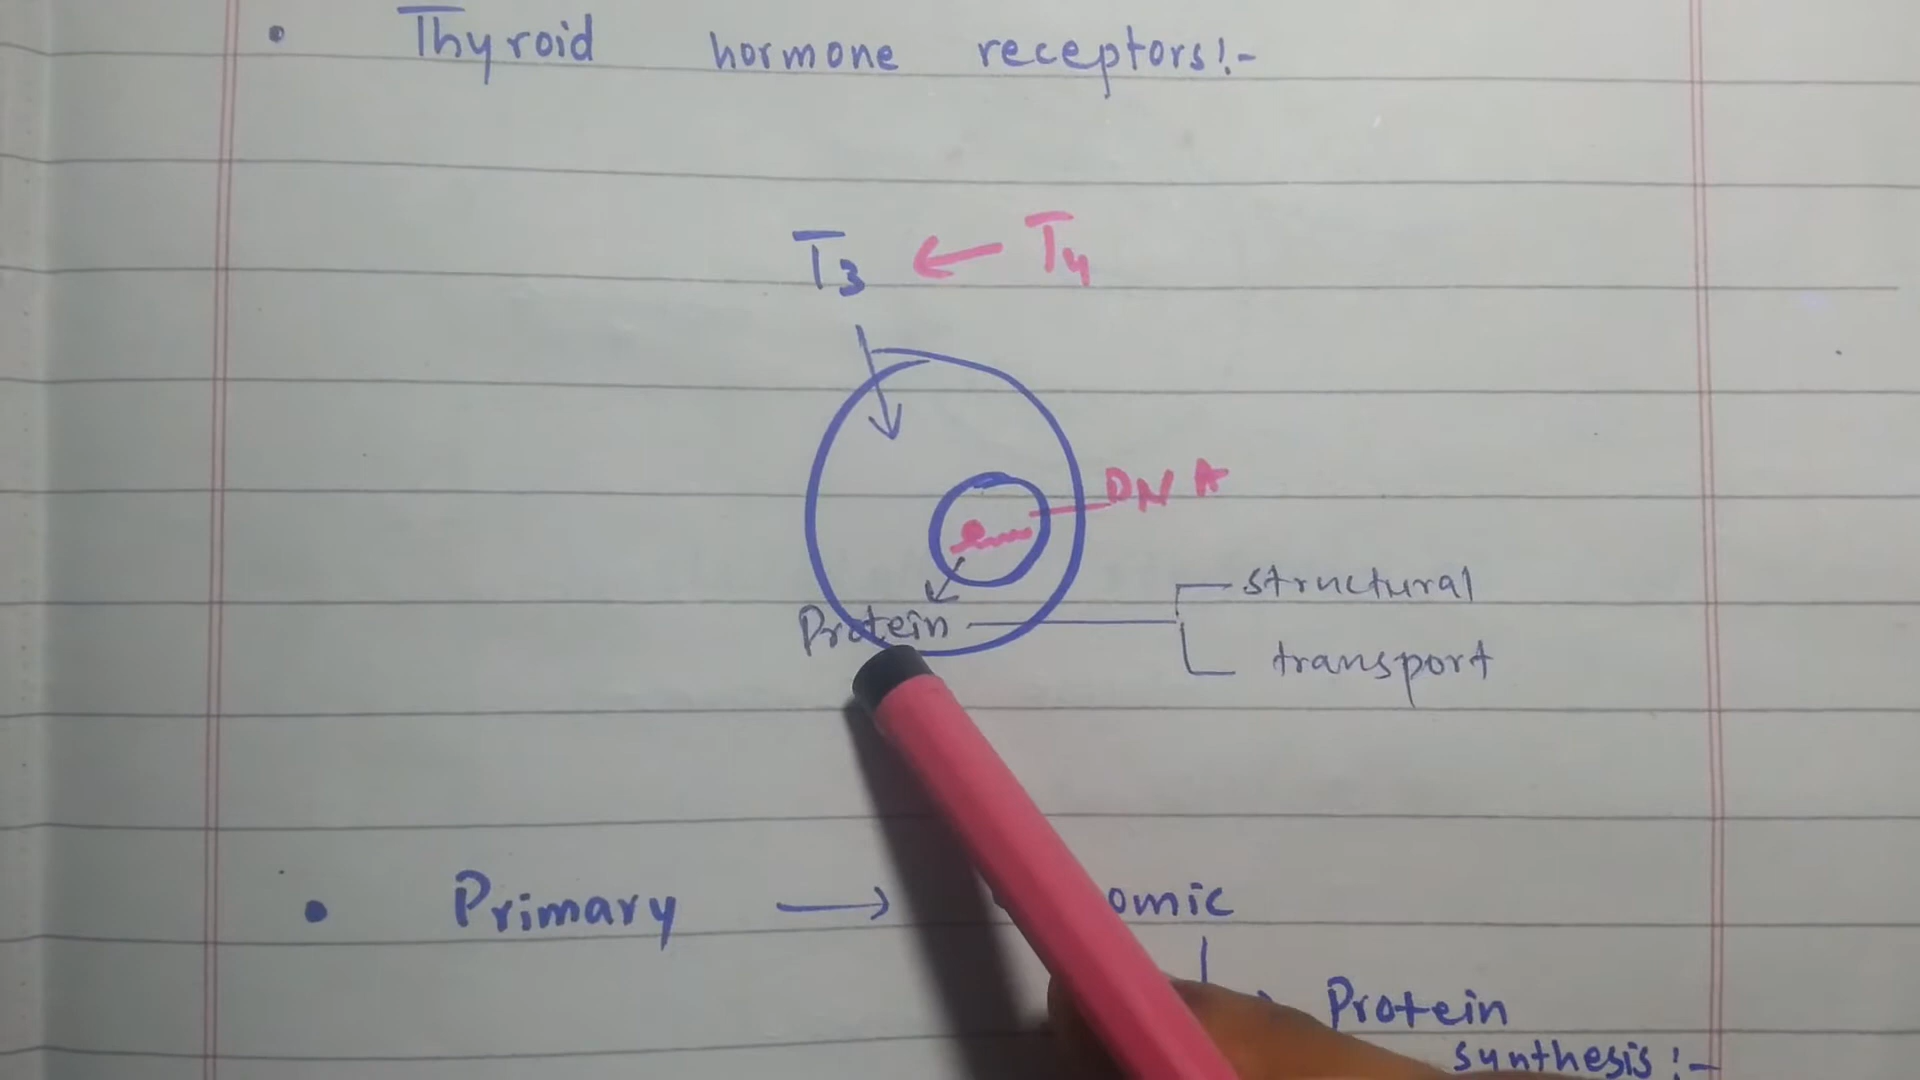 • Thyroid hormone receptors:-
T3 ← T4
DNA
Protein
structural
transport
• Primary → omic
Protein
synthesis:-